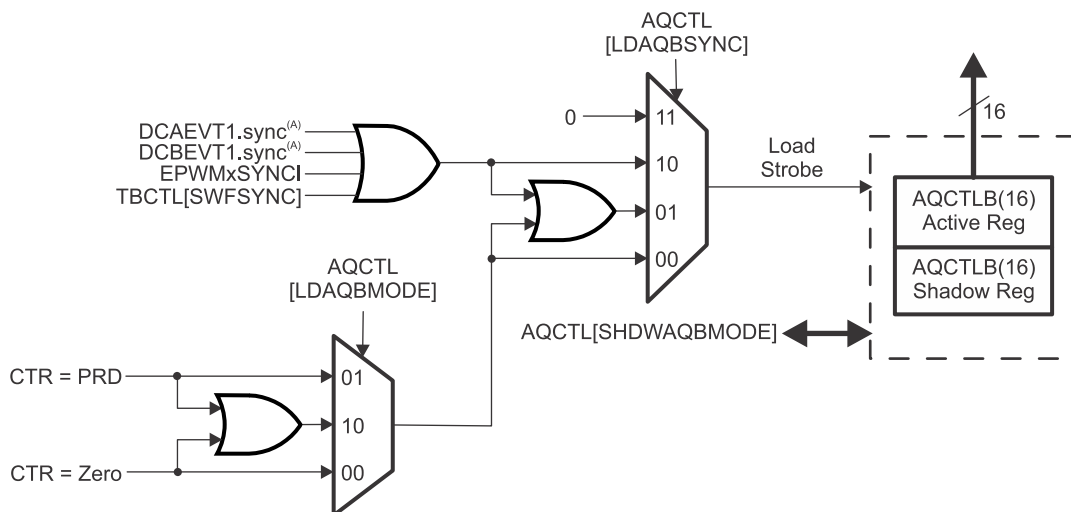 AQCTL
[LDAQBSYNC]
DCAEVT1.sync(A)
DCBEVT1.sync(A)
EPWMxSYNCI
TBCTL[SWFSYNC]
0
11
10
01
00
Load
Strobe
16
AQCTLB(16)
Active Reg
AQCTLB(16)
Shadow Reg
AQCTL[SHDWAQBMODE]
AQCTL
[LDAQBMODE]
CTR = PRD
CTR = Zero
01
10
00